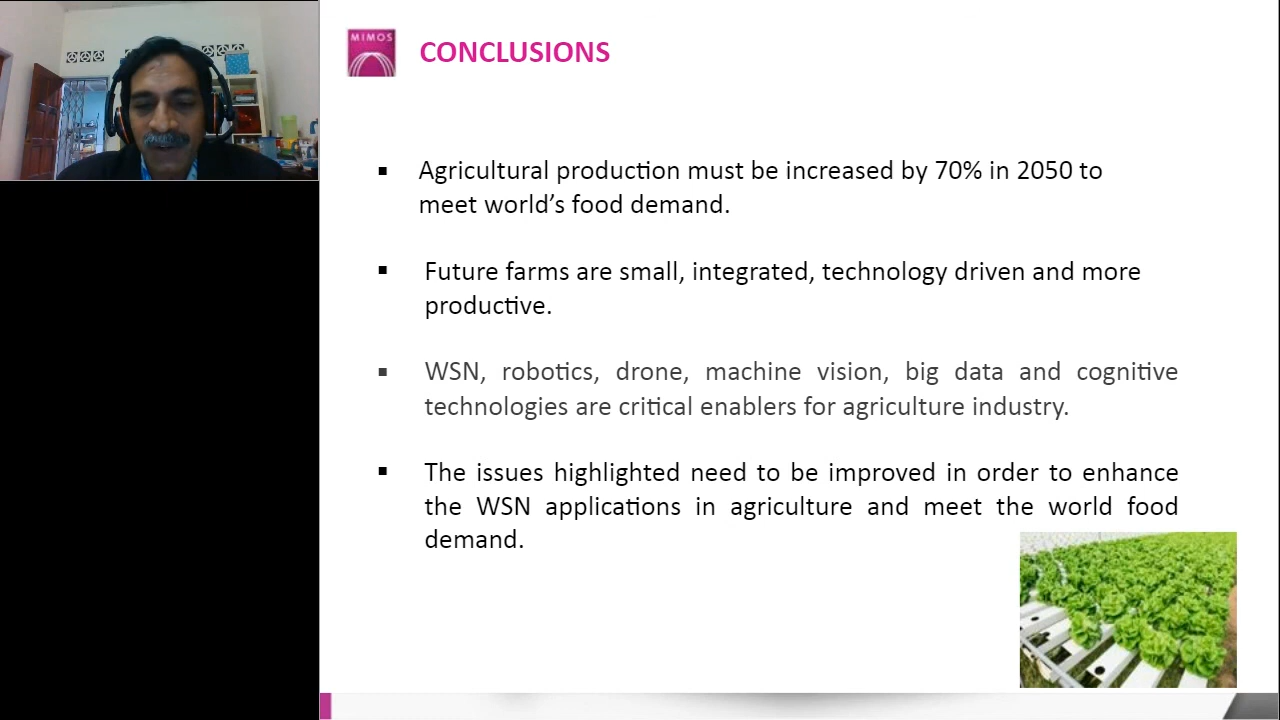 MIMOS
CONCLUSIONS
▪ Agricultural production must be increased by 70% in 2050 to
meet world’s food demand.
▪ Future farms are small, integrated, technology driven and more
productive.
▪ WSN, robotics, drone, machine vision, big data and cognitive
technologies are critical enablers for agriculture industry.
▪ The issues highlighted need to be improved in order to enhance
the WSN applications in agriculture and meet the world food
demand.